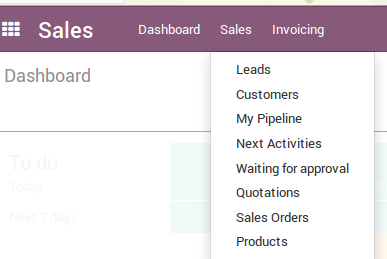 Sales Dashboard Sales Invoicing
Dashboard
Leads
Customers
My Pipeline
Next Activities
Waiting for approval
Quotations
Sales Orders
Products
To do
Today
Next 7 days